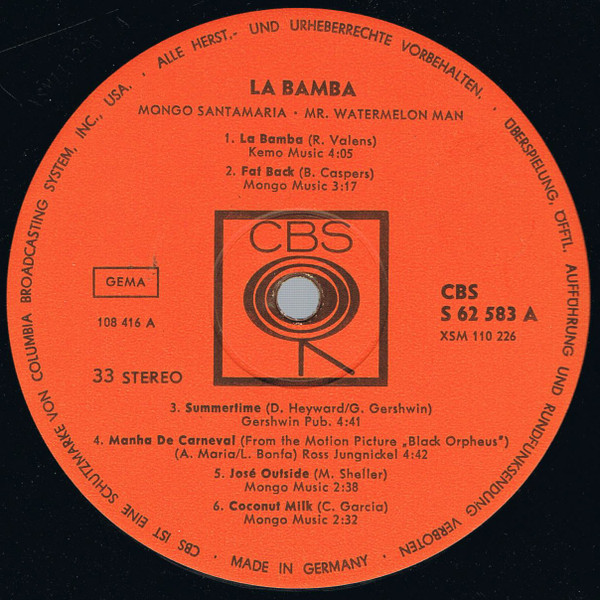 LA BAMBA
MONGO SANTAMARIA · MR. WATERMELON MAN
1. La Bamba (R. Valens)
Kemo Music 4:05
2. Fat Back (B. Caspers)
Mongo Music 3:17
CBS
GEMA
108 416 A
33 STEREO
CBS
S 62 583 A
XSM 110 226
3. Summertime (D. Heyward/G. Gershwin)
Gershwin Pub. 4:41
4. Manha De Carneval (From the Motion Picture „Black Orpheus")
(A. Maria/L. Bonfa) Ross Jungnickel 4:42
5. José Outside (M. Sheller)
Mongo Music 2:38
6. Coconut Milk (C. Garcia)
Mongo Music 2:32
CBS IST EINE SCHUTZMARKE VON COLUMBIA BROADCASTING SYSTEM, INC., USA. · ALLE HERST.- UND URHEBERRECHTE VORBEHALTEN. · ÜBERSPIELUNG, ÖFFTL. AUFFÜHRUNG UND RUNDFUNKSENDUNG VERBOTEN · MADE IN GERMANY ·